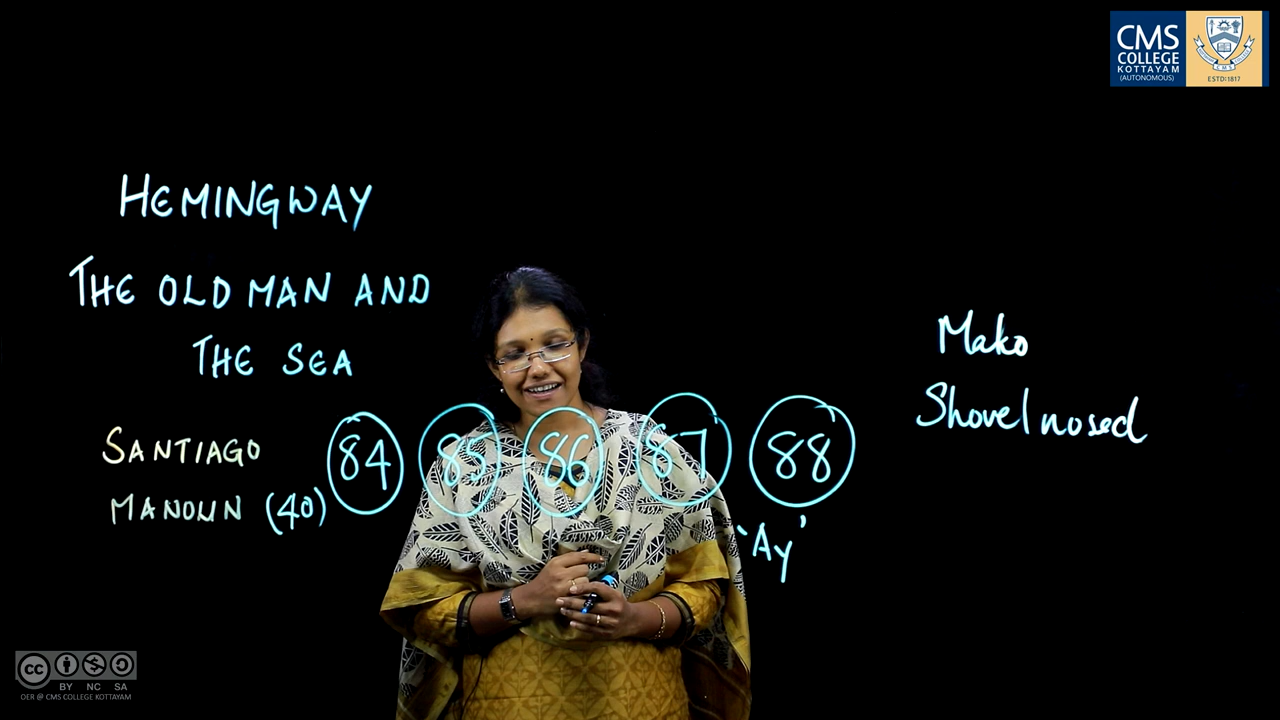 CMS
COLLEGE
KOTTAYAM
(AUTONOMOUS)
ESTD:1817
HEMINGWAY
THE OLD MAN AND
THE SEA
Mako
Shovel nosed
SANTIAGO
84 85 86 87 88
MANOLIN (40)
'Ay'
cc
BY NC SA
OER @ CMS COLLEGE KOTTAYAM